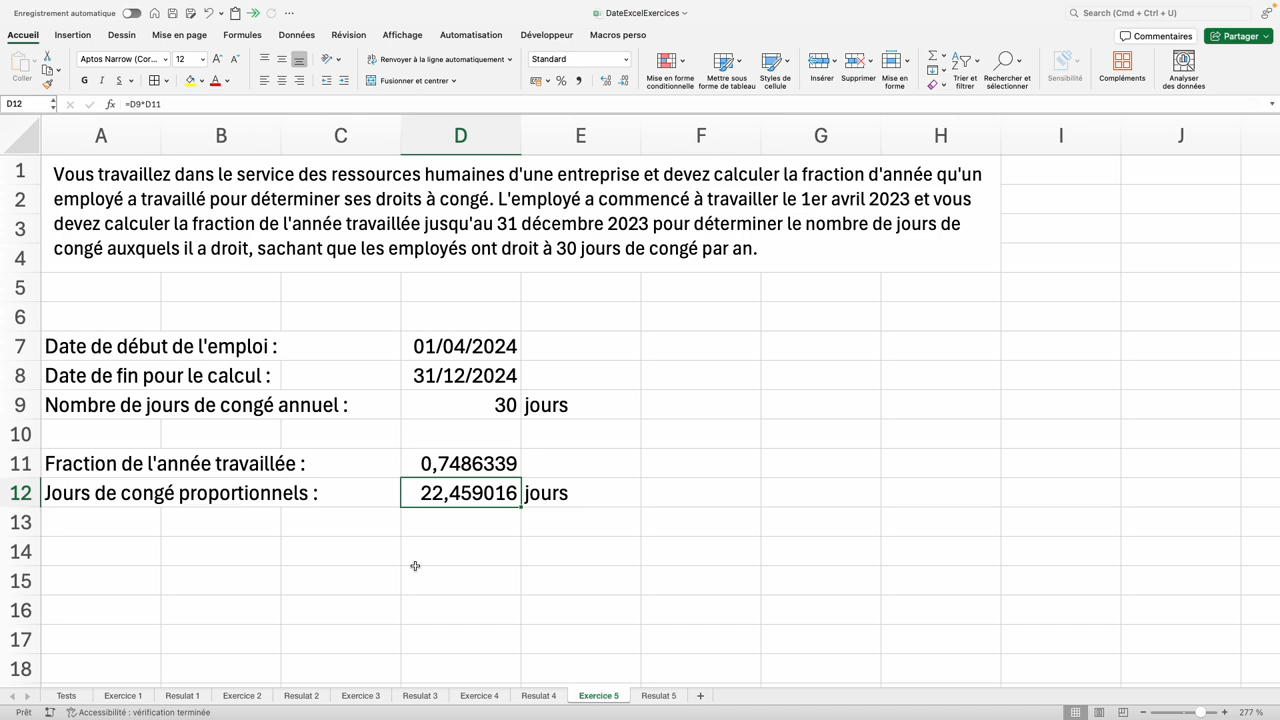 Enregistrement automatique
DateExcelExercices
Search (Cmd + Ctrl + U)
Accueil Insertion Dessin Mise en page Formules Données Révision Affichage Automatisation Développeur Macros perso
Commentaires
Partager
Coller
Aptos Narrow (Cor...
12
G I S
Renvoyer à la ligne automatiquement
Fusionner et centrer
Standard
Mise en forme conditionnelle
Mettre sous forme de tableau
Styles de cellule
Insérer
Supprimer
Mise en forme
Trier et filtrer
Rechercher et sélectionner
Sensibilité
Compléments
Analyser des données
D12
fx =D9*D11
A B C D E F G H I J
1
2
3
4
Vous travaillez dans le service des ressources humaines d'une entreprise et devez calculer la fraction d'année qu'un
employé a travaillé pour déterminer ses droits à congé. L'employé a commencé à travailler le 1er avril 2023 et vous
devez calculer la fraction de l'année travaillée jusqu'au 31 décembre 2023 pour déterminer le nombre de jours de
congé auxquels il a droit, sachant que les employés ont droit à 30 jours de congé par an.
5
6
7 Date de début de l'emploi : 01/04/2024
8 Date de fin pour le calcul : 31/12/2024
9 Nombre de jours de congé annuel : 30 jours
10
11 Fraction de l'année travaillée : 0,7486339
12 Jours de congé proportionnels : 22,459016 jours
13
14
15
16
17
18
Tests Exercice 1 Resulat 1 Exercice 2 Resulat 2 Exercice 3 Resulat 3 Exercice 4 Resulat 4 Exercice 5 Resulat 5 +
Prêt
Accessibilité : vérification terminée
277 %